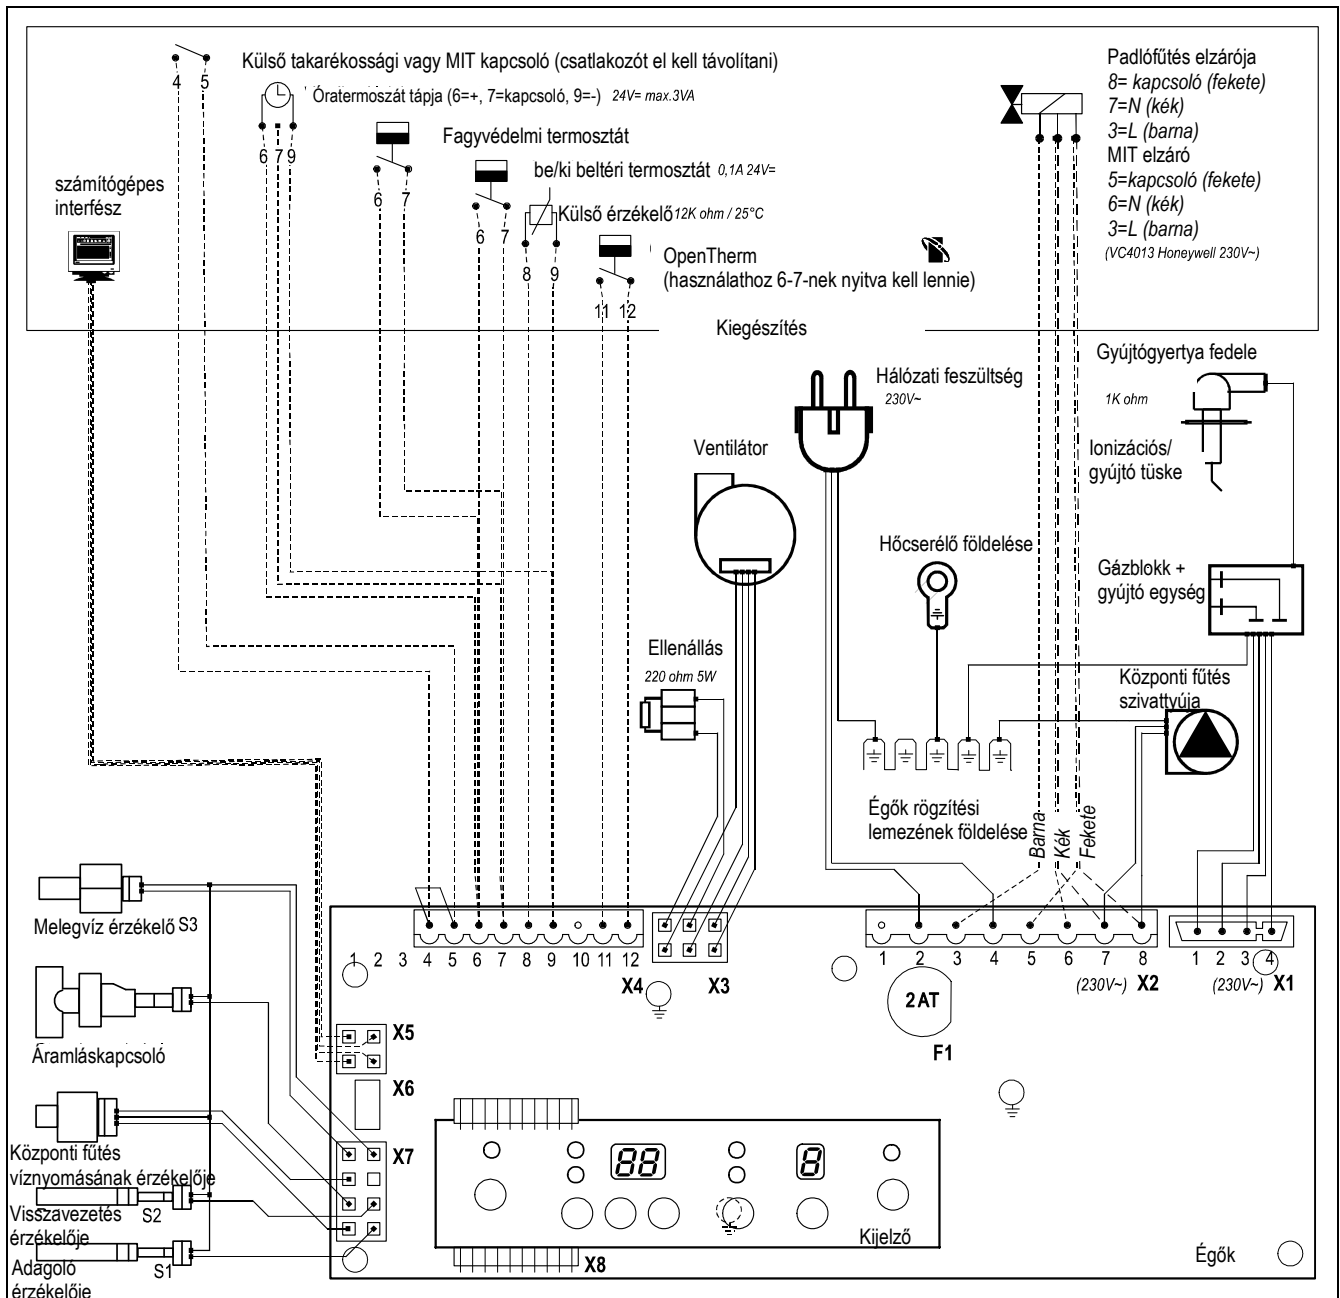 4 5
Külső takarékossági vagy MIT kapcsoló (csatlakozót el kell távolítani)
Óratermoszát tápja (6=+, 7=kapcsoló, 9=-) 24V= max.3VA
6 7 9
Fagyvédelmi termosztát
6 7
be/ki beltéri termosztát 0,1A 24V=
6 7
Külső érzékelő 12K ohm / 25°C
8 9
OpenTherm
(használathoz 6-7-nek nyitva kell lennie)
11 12
számítógépes
interfész
Padlófűtés elzárója
8= kapcsoló (fekete)
7=N (kék)
3=L (barna)
MIT elzáró
5=kapcsoló (fekete)
6=N (kék)
3=L (barna)
(VC4013 Honeywell 230V~)
Kiegészítés
Hálózati feszültség
230V~
Gyújtógyertya fedele
1K ohm
Ionizációs/
gyújtó tüske
Ventilátor
Hőcserélő földelése
Gázblokk +
gyújtó egység
Ellenállás
220 ohm 5W
Központi fűtés
szivattyúja
Égők rögzítési
lemezének földelése
Barna
Kék
Fekete
Melegvíz érzékelő S3
1 2 3 4 5 6 7 8 9 10 11 12
X4
X3
1 2 3 4 5 6 7 8
(230V~) X2
1 2 3 4
(230V~) X1
2AT
F1
Áramláskapcsoló
X5
X6
X7
Központi fűtés
víznyomásának érzékelője
S2
Visszavezetés
érzékelője
S1
Adagoló
érzékelője
88
8
Kijelző
X8
Égők